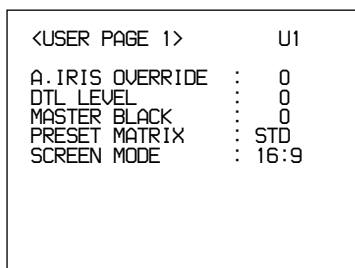 <USER PAGE 1> U1
A.IRIS OVERRIDE : 0
DTL LEVEL : 0
MASTER BLACK : 0
PRESET MATRIX : STD
SCREEN MODE : 16:9